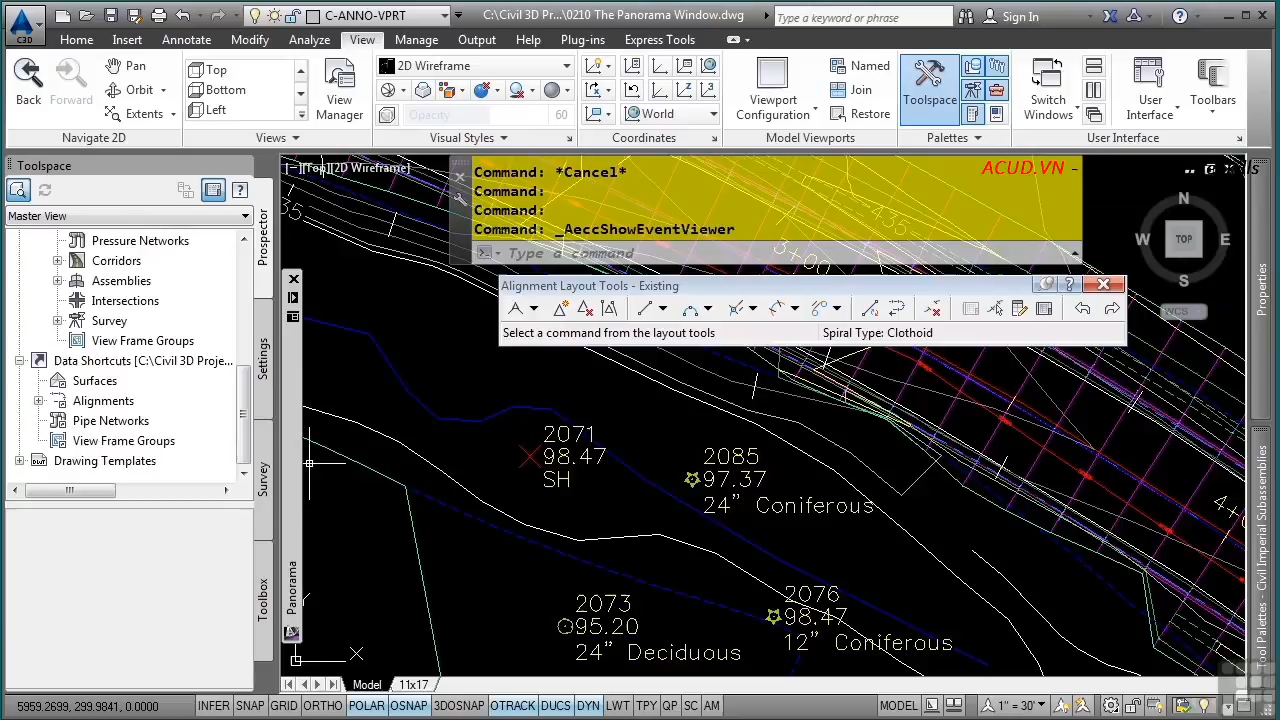 C-ANNO-VPRT
C:\Civil 3D Pr...\0210 The Panorama Window.dwg
Type a keyword or phrase
Sign In
C3D
Home Insert Annotate Modify Analyze View Manage Output Help Plug-ins Express Tools
Back
Forward
Pan
Orbit
Extents
Navigate 2D
Top
Bottom
Left
View
Manager
Views
2D Wireframe
Opacity 60
Visual Styles
World
Coordinates
Viewport
Configuration
Named
Join
Restore
Model Viewports
Toolspace
Palettes
Switch
Windows
User
Interface
Toolbars
User Interface
Toolspace
Master View
Pressure Networks
Corridors
Assemblies
Intersections
Survey
View Frame Groups
Data Shortcuts [C:\Civil 3D Proje...
Surfaces
Alignments
Pipe Networks
View Frame Groups
Drawing Templates
Prospector
Settings
Survey
Toolbox
Panorama
[−][Top][2D Wireframe]
Command: *Cancel*
Command:
Command:
Command: _AeccShowEventViewer
Type a command
ACUD.VN -
N
W TOP E
S
WCS
435
3+00
35
Alignment Layout Tools - Existing
Select a command from the layout tools
Spiral Type: Clothoid
2071
98.47
SH
2085
97.37
24" Coniferous
2073
95.20
24" Deciduous
2076
98.47
12" Coniferous
X
Properties
Tool Palettes - Civil Imperial Subassemblies
Model 11x17
5959.2699, 299.9841, 0.0000
INFER SNAP GRID ORTHO POLAR OSNAP 3DOSNAP OTRACK DUCS DYN LWT TPY QP SC AM
MODEL
1" = 30'